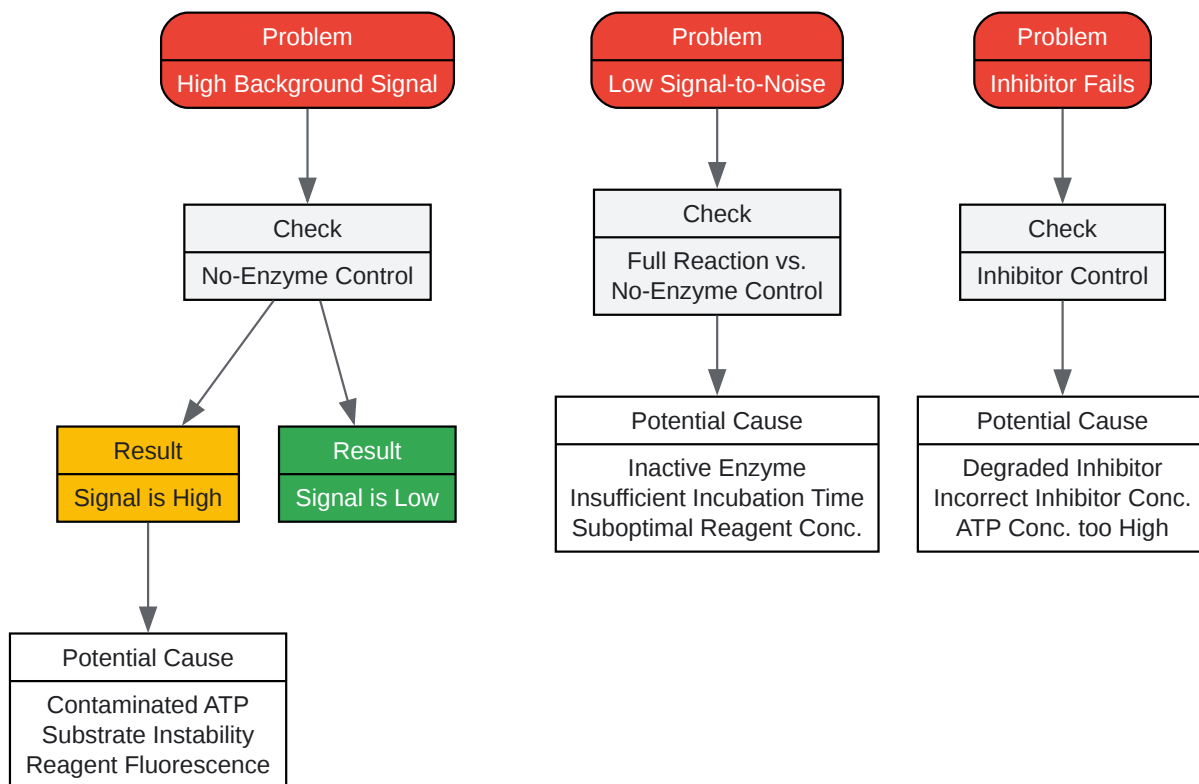 Problem
High Background Signal
Check
No-Enzyme Control
Result
Signal is High
Result
Signal is Low
Potential Cause
Contaminated ATP
Substrate Instability
Reagent Fluorescence
Problem
Low Signal-to-Noise
Check
Full Reaction vs.
No-Enzyme Control
Potential Cause
Inactive Enzyme
Insufficient Incubation Time
Suboptimal Reagent Conc.
Problem
Inhibitor Fails
Check
Inhibitor Control
Potential Cause
Degraded Inhibitor
Incorrect Inhibitor Conc.
ATP Conc. too High